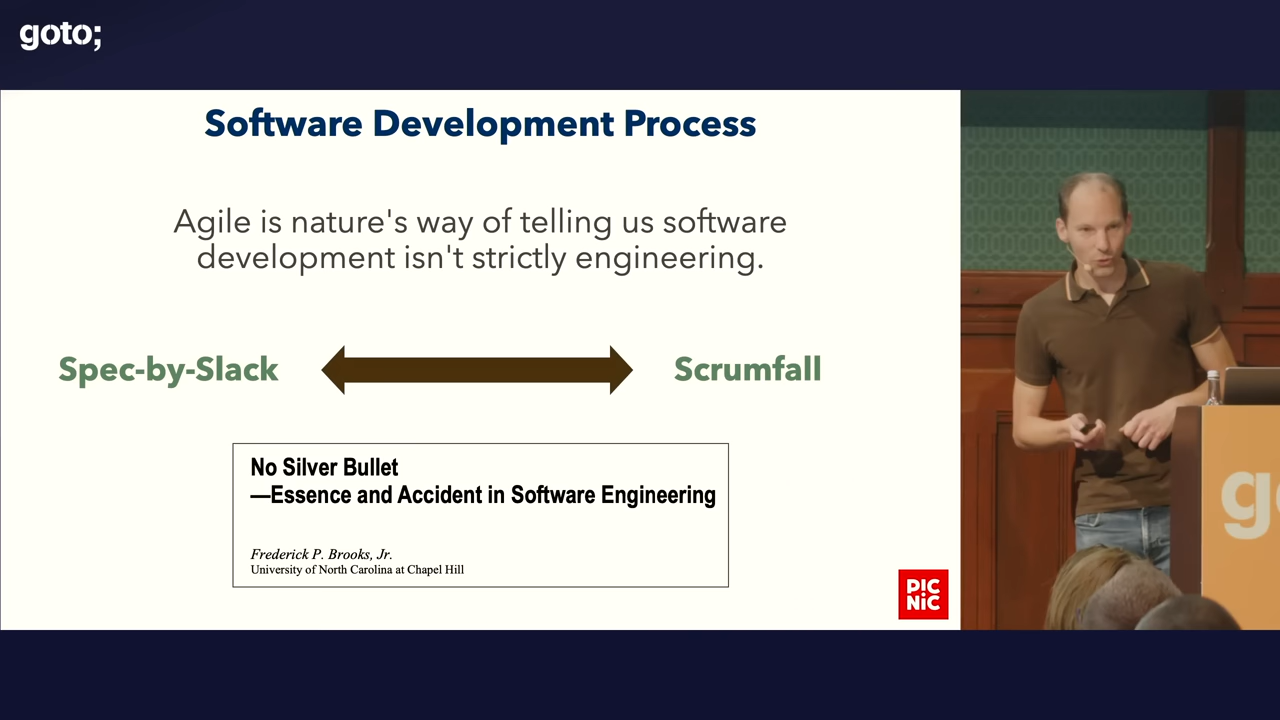 goto;
Software Development Process
Agile is nature's way of telling us software
development isn't strictly engineering.
Spec-by-Slack
Scrumfall
No Silver Bullet
—Essence and Accident in Software Engineering
Frederick P. Brooks, Jr.
University of North Carolina at Chapel Hill
PIC
NIC
g